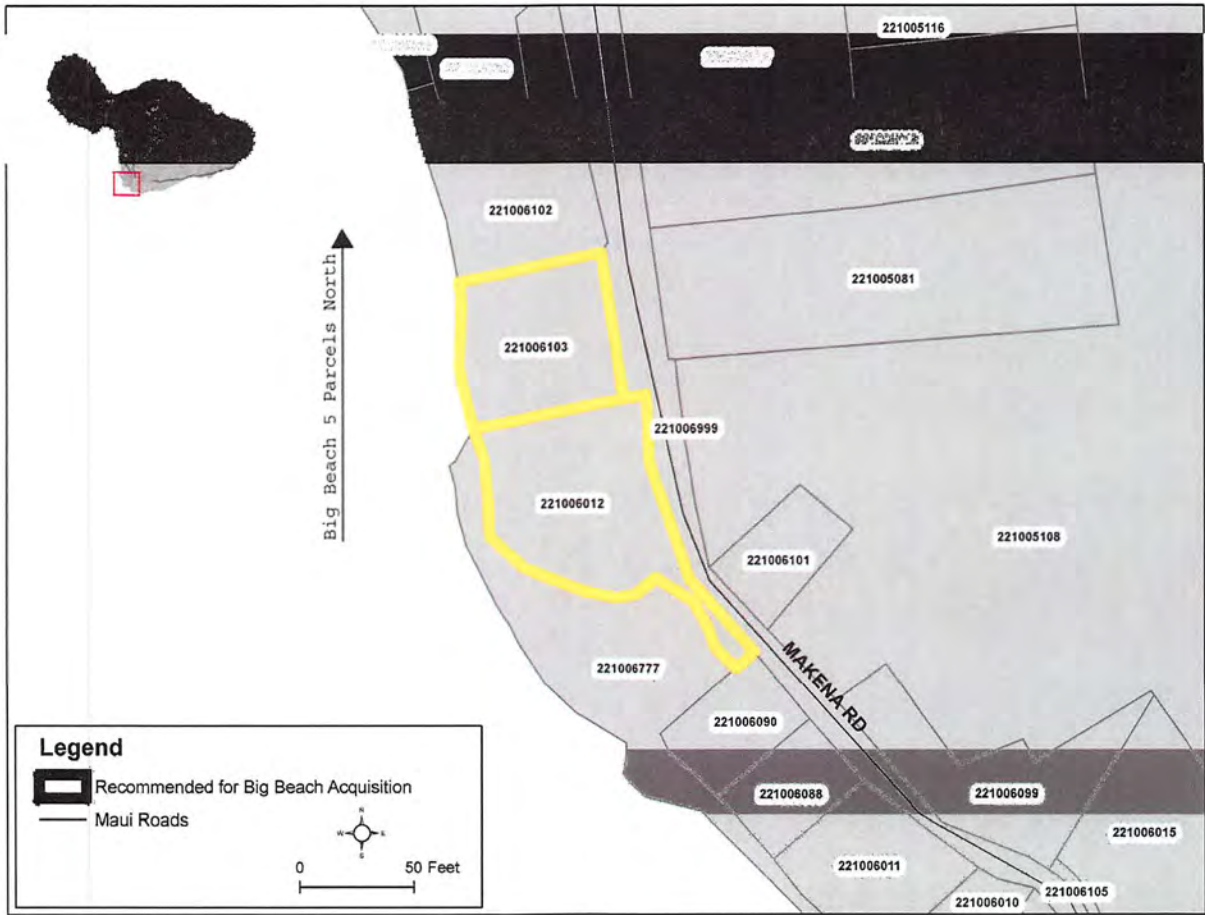 221005116
221006102
221005081
221006103
221006999
221006012
221005108
221006101
221006777
MAKENA RD
221006090
221006088
221006099
221006015
221006011
221006105
221006010
Big Beach 5 Parcels North
Legend
Recommended for Big Beach Acquisition
Maui Roads
N
W
E
S
0
50 Feet